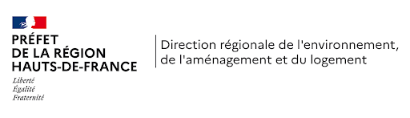 PRÉFET
DE LA RÉGION
HAUTS-DE-FRANCE
Liberté
Égalité
Fraternité
Direction régionale de l'environnement,
de l'aménagement et du logement